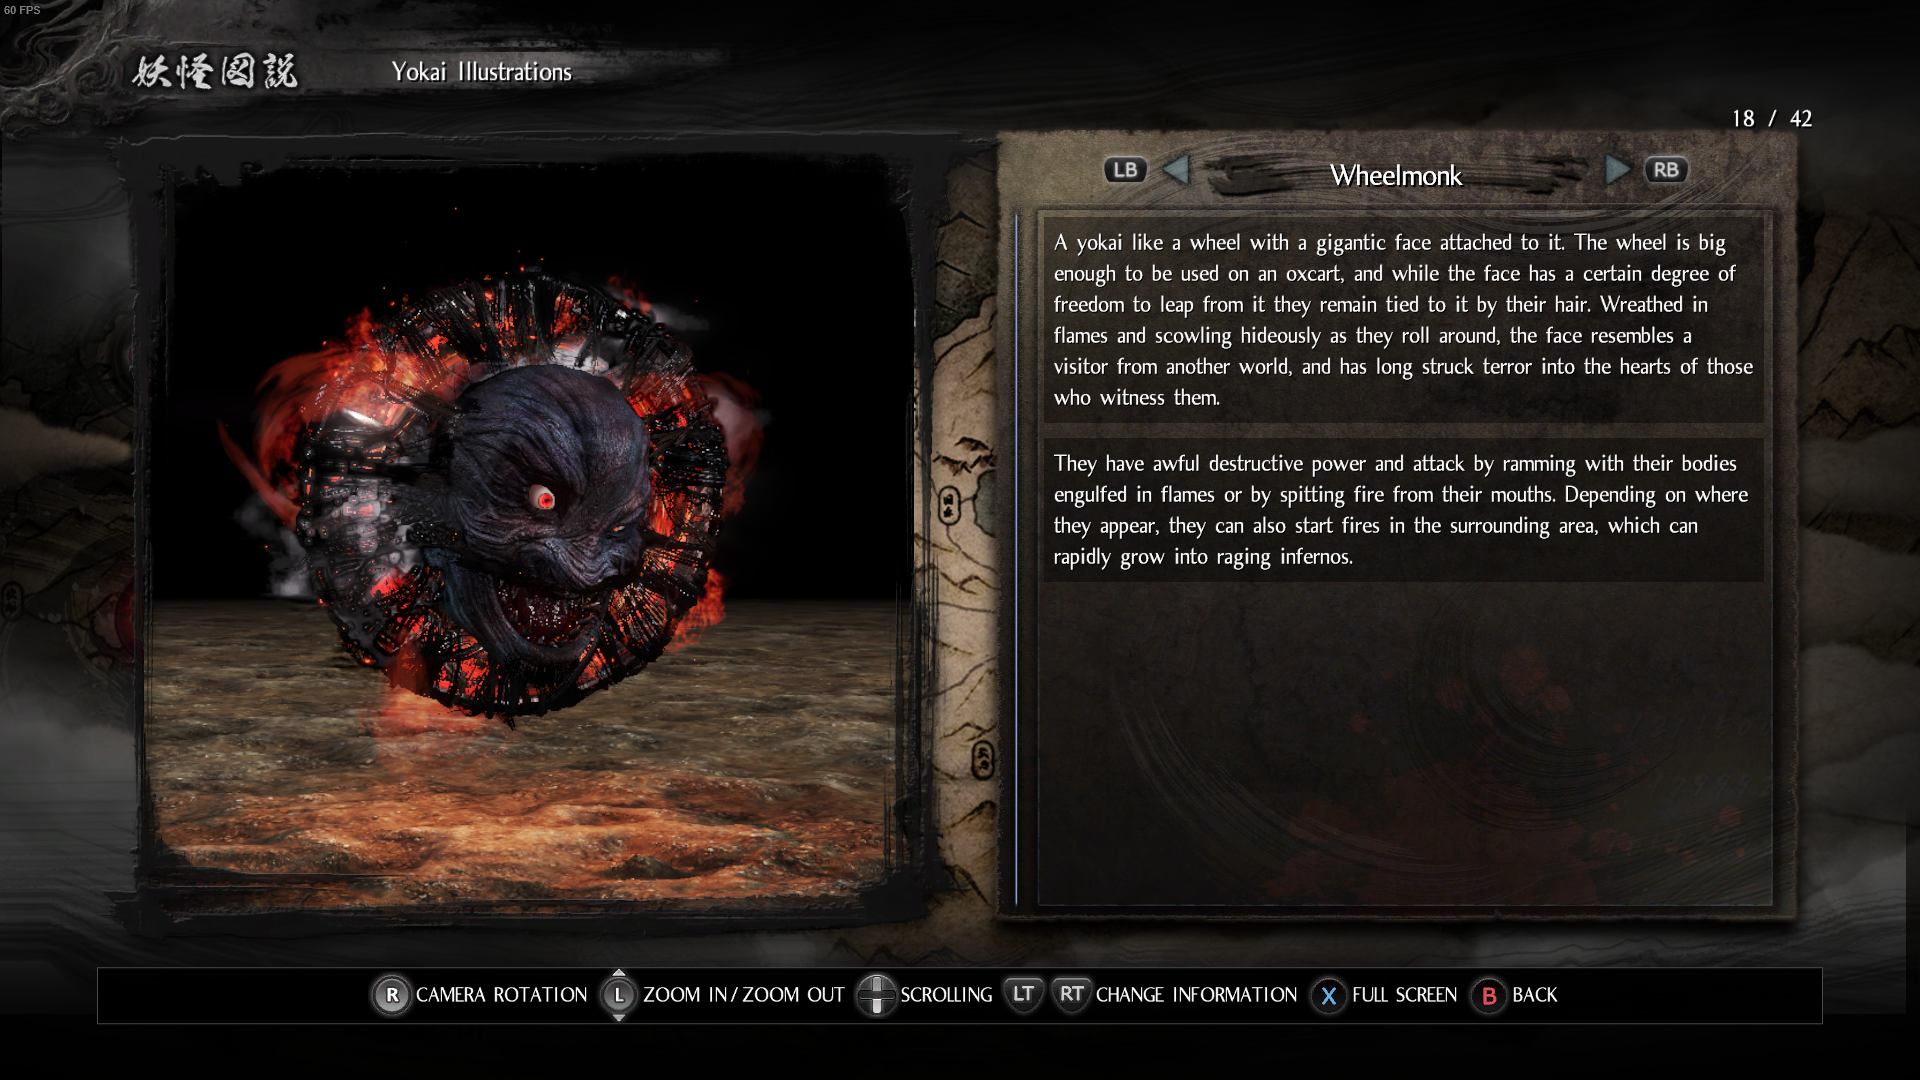 60 FPS
妖怪図説
Yokai Illustrations
18 / 42
LB
Wheelmonk
RB
A yokai like a wheel with a gigantic face attached to it. The wheel is big
enough to be used on an oxcart, and while the face has a certain degree of
freedom to leap from it they remain tied to it by their hair. Wreathed in
flames and scowling hideously as they roll around, the face resembles a
visitor from another world, and has long struck terror into the hearts of those
who witness them.
They have awful destructive power and attack by ramming with their bodies
engulfed in flames or by spitting fire from their mouths. Depending on where
they appear, they can also start fires in the surrounding area, which can
rapidly grow into raging infernos.
R CAMERA ROTATION L ZOOM IN/ZOOM OUT SCROLLING LT RT CHANGE INFORMATION X FULL SCREEN B BACK